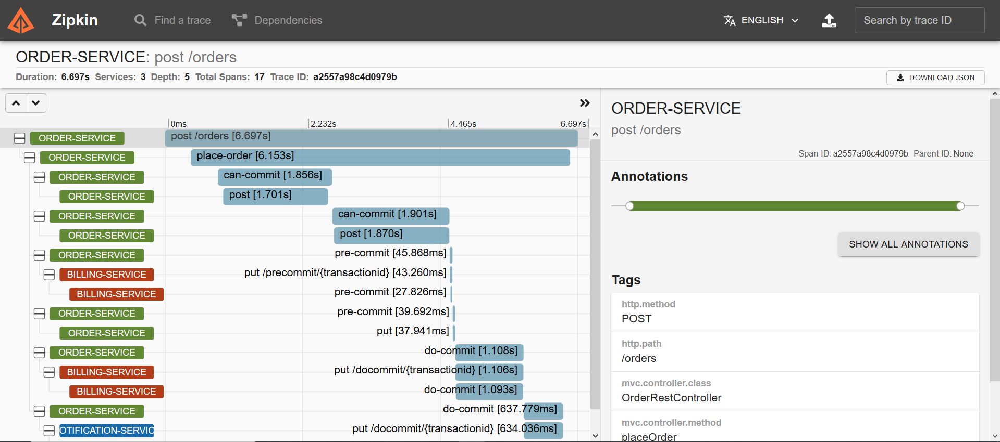 Zipkin
Find a trace
Dependencies
ENGLISH
Search by trace ID
ORDER-SERVICE: post /orders
Duration: 6.697s Services: 3 Depth: 5 Total Spans: 17 Trace ID: a2557a98c4d0979b
DOWNLOAD JSON
0ms 2.232s 4.465s 6.697s
ORDER-SERVICE post /orders [6.697s]
ORDER-SERVICE place-order [6.153s]
ORDER-SERVICE can-commit [1.856s]
ORDER-SERVICE post [1.701s]
ORDER-SERVICE can-commit [1.901s]
ORDER-SERVICE post [1.870s]
ORDER-SERVICE pre-commit [45.868ms]
BILLING-SERVICE put /precommit/{transactionid} [43.260ms]
BILLING-SERVICE pre-commit [27.826ms]
ORDER-SERVICE pre-commit [39.692ms]
ORDER-SERVICE put [37.941ms]
ORDER-SERVICE do-commit [1.108s]
BILLING-SERVICE put /docommit/{transactionid} [1.106s]
BILLING-SERVICE do-commit [1.093s]
ORDER-SERVICE do-commit [637.779ms]
OTIFICATION-SERVIC put /docommit/{transactionid} [634.036ms]
ORDER-SERVICE
post /orders
Span ID: a2557a98c4d0979b Parent ID: None
Annotations
SHOW ALL ANNOTATIONS
Tags
http.method
POST
http.path
/orders
mvc.controller.class
OrderRestController
mvc.controller.method
placeOrder